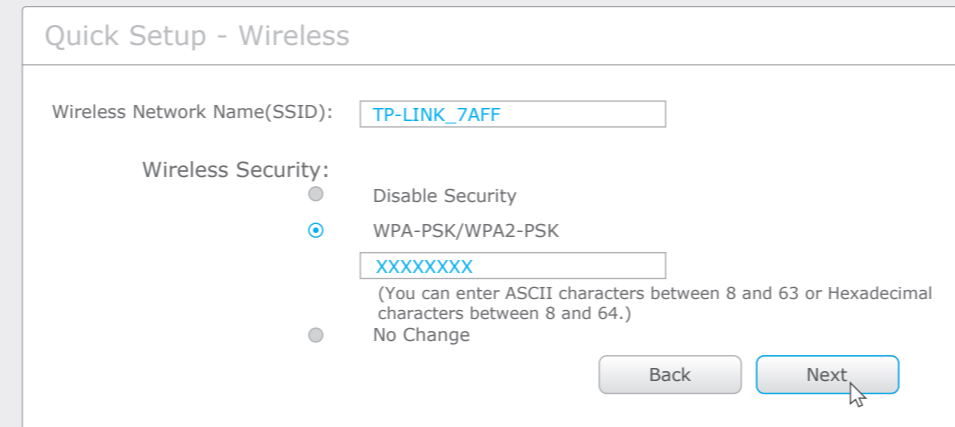 Quick Setup - Wireless
Wireless Network Name(SSID): TP-LINK_7AFF
Wireless Security:
Disable Security
WPA-PSK/WPA2-PSK
XXXXXXXX
(You can enter ASCII characters between 8 and 63 or Hexadecimal
characters between 8 and 64.)
No Change
Back Next